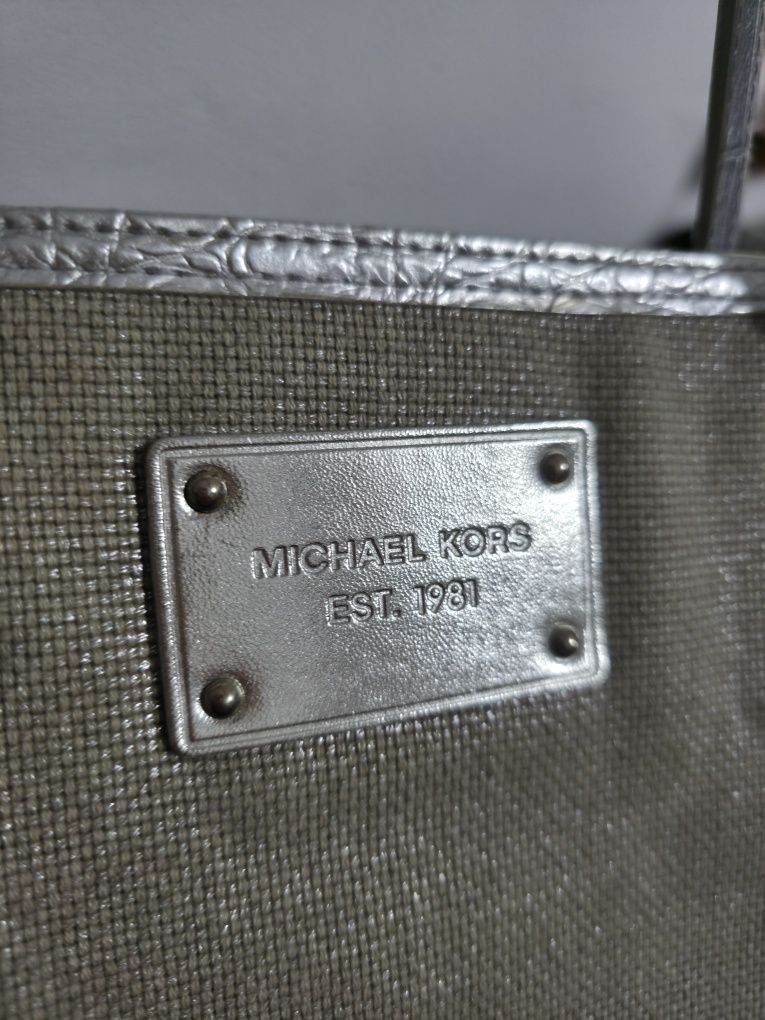 MICHAEL KORS
EST. 1981